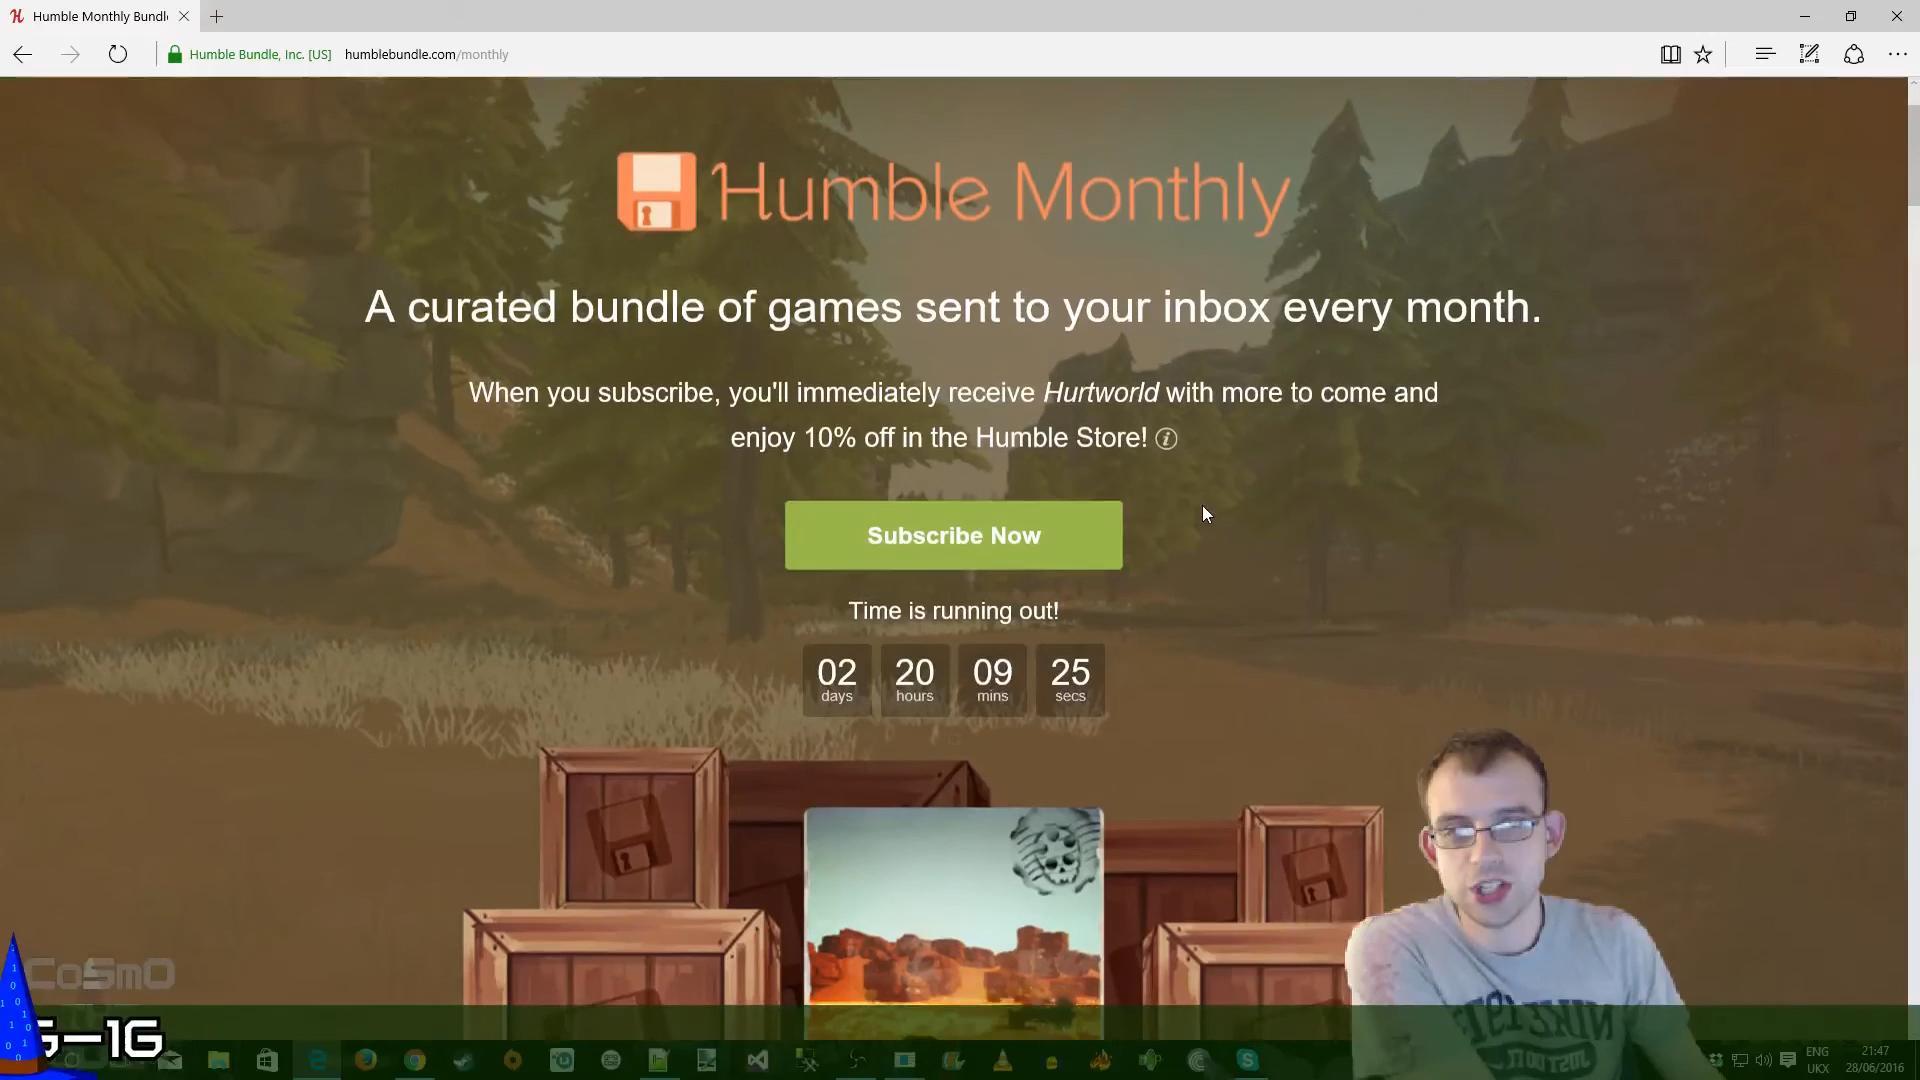 Humble Monthly Bundl
Humble Bundle, Inc. [US] humblebundle.com/monthly
Humble Monthly
A curated bundle of games sent to your inbox every month.
When you subscribe, you'll immediately receive Hurtworld with more to come and
enjoy 10% off in the Humble Store!
Subscribe Now
Time is running out!
02 20 09 25
days hours mins secs
CoSmO
-1G
ENG
UKX
21:47
28/06/2016